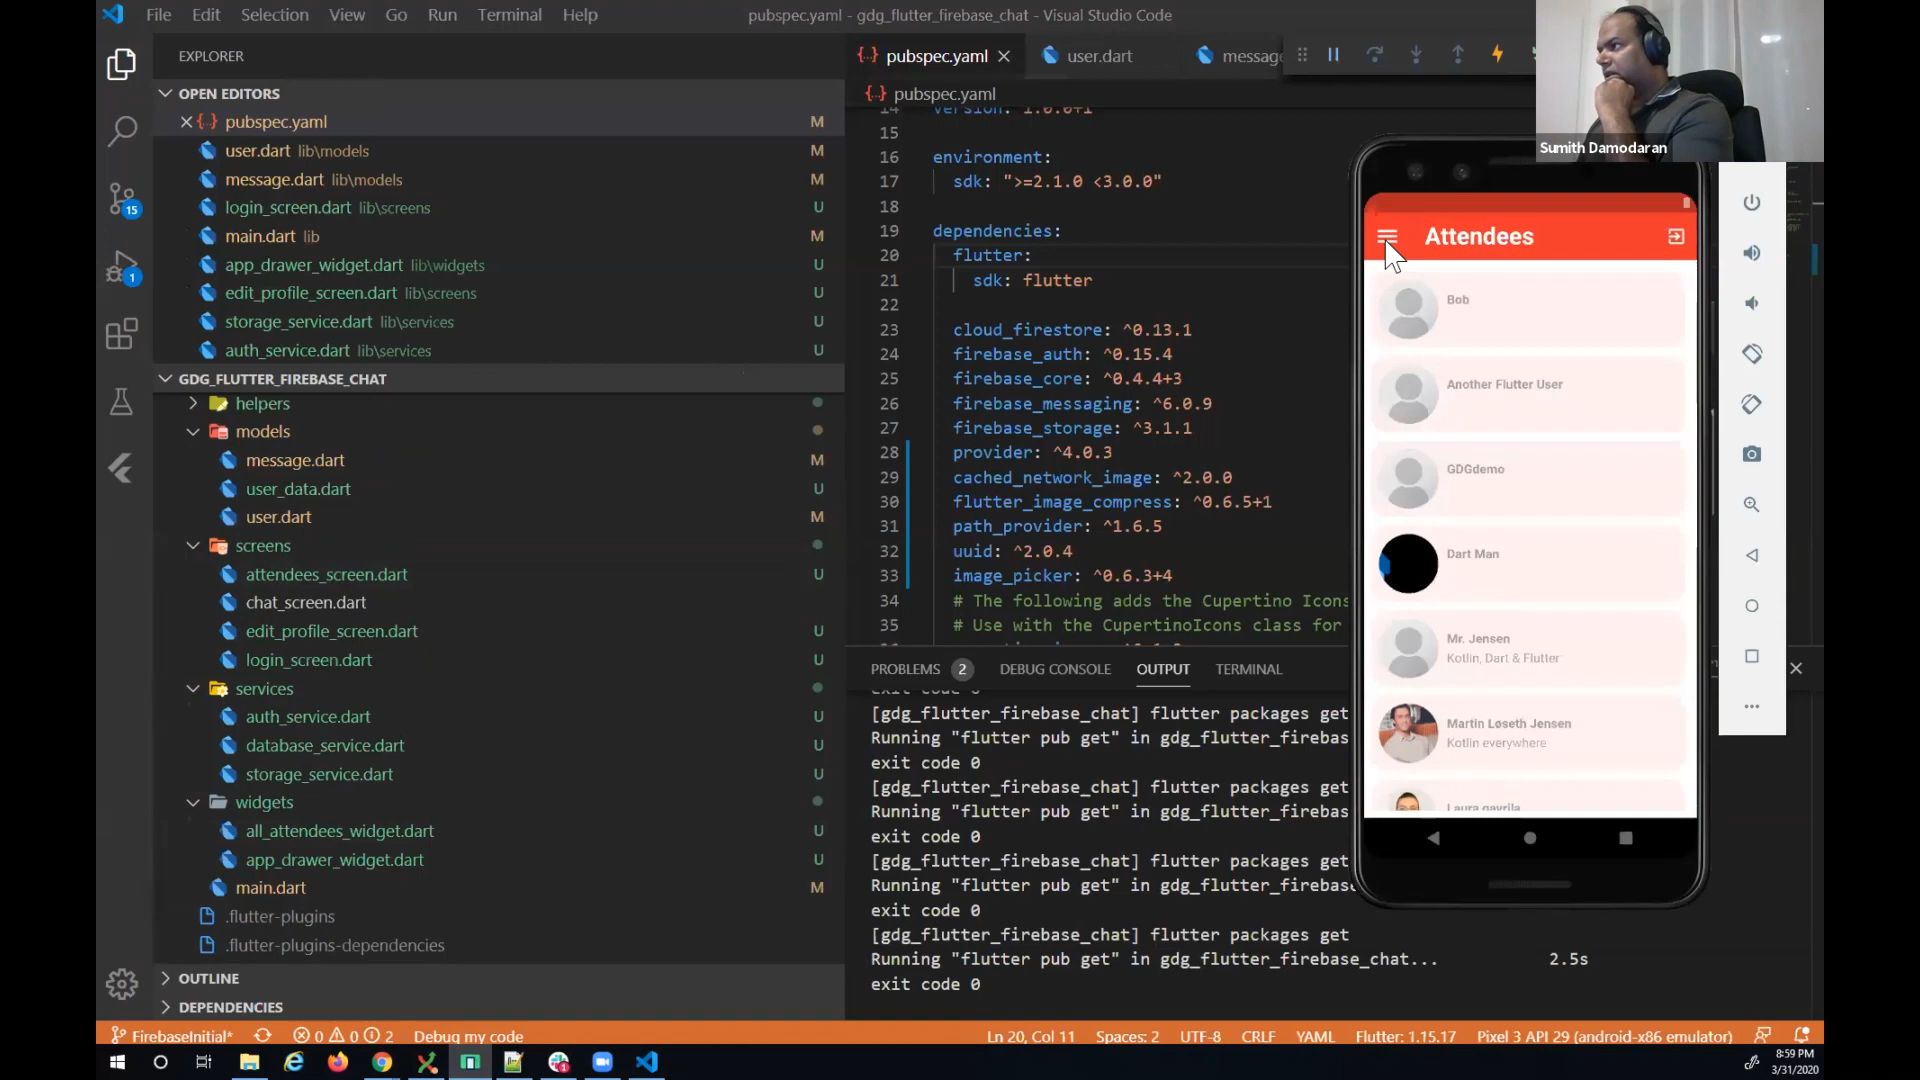 File Edit Selection View Go Run Terminal Help
pubspec.yaml - gdg_flutter_firebase_chat - Visual Studio Code
EXPLORER
OPEN EDITORS
pubspec.yaml M
user.dart lib\models M
message.dart lib\models M
login_screen.dart lib\screens U
main.dart lib M
app_drawer_widget.dart lib\widgets U
edit_profile_screen.dart lib\screens U
storage_service.dart lib\services U
auth_service.dart lib\services U
GDG_FLUTTER_FIREBASE_CHAT
helpers
models
message.dart M
user_data.dart U
user.dart M
screens
attendees_screen.dart U
chat_screen.dart
edit_profile_screen.dart U
login_screen.dart U
services
auth_service.dart U
database_service.dart U
storage_service.dart U
widgets
all_attendees_widget.dart U
app_drawer_widget.dart U
main.dart M
.flutter-plugins
.flutter-plugins-dependencies
OUTLINE
DEPENDENCIES
15
1
pubspec.yaml user.dart message
pubspec.yaml
14 version: 1.0.0+1
15
16 environment:
17 sdk: ">=2.1.0 <3.0.0"
18
19 dependencies:
20 flutter:
21 sdk: flutter
22
23 cloud_firestore: ^0.13.1
24 firebase_auth: ^0.15.4
25 firebase_core: ^0.4.4+3
26 firebase_messaging: ^6.0.9
27 firebase_storage: ^3.1.1
28 provider: ^4.0.3
29 cached_network_image: ^2.0.0
30 flutter_image_compress: ^0.6.5+1
31 path_provider: ^1.6.5
32 uuid: ^2.0.4
33 image_picker: ^0.6.3+4
34 # The following adds the Cupertino Icons
35 # Use with the CupertinoIcons class for
PROBLEMS 2 DEBUG CONSOLE OUTPUT TERMINAL
exit code 0
[gdg_flutter_firebase_chat] flutter packages get
Running "flutter pub get" in gdg_flutter_firebas
exit code 0
[gdg_flutter_firebase_chat] flutter packages get
Running "flutter pub get" in gdg_flutter_firebas
exit code 0
[gdg_flutter_firebase_chat] flutter packages get
Running "flutter pub get" in gdg_flutter_firebase
exit code 0
[gdg_flutter_firebase_chat] flutter packages get
Running "flutter pub get" in gdg_flutter_firebase_chat... 2.5s
exit code 0
Sumith Damodaran
Attendees
Bob
Another Flutter User
GDGdemo
Dart Man
Mr. Jensen
Kotlin, Dart & Flutter
Martin Løseth Jensen
Kotlin everywhere
Laura gavrila
FirebaseInitial* 0 0 2 Debug my code
Ln 20, Col 11 Spaces: 2 UTF-8 CRLF YAML Flutter: 1.15.17 Pixel 3 API 29 (android-x86 emulator)
8:59 PM
3/31/2020